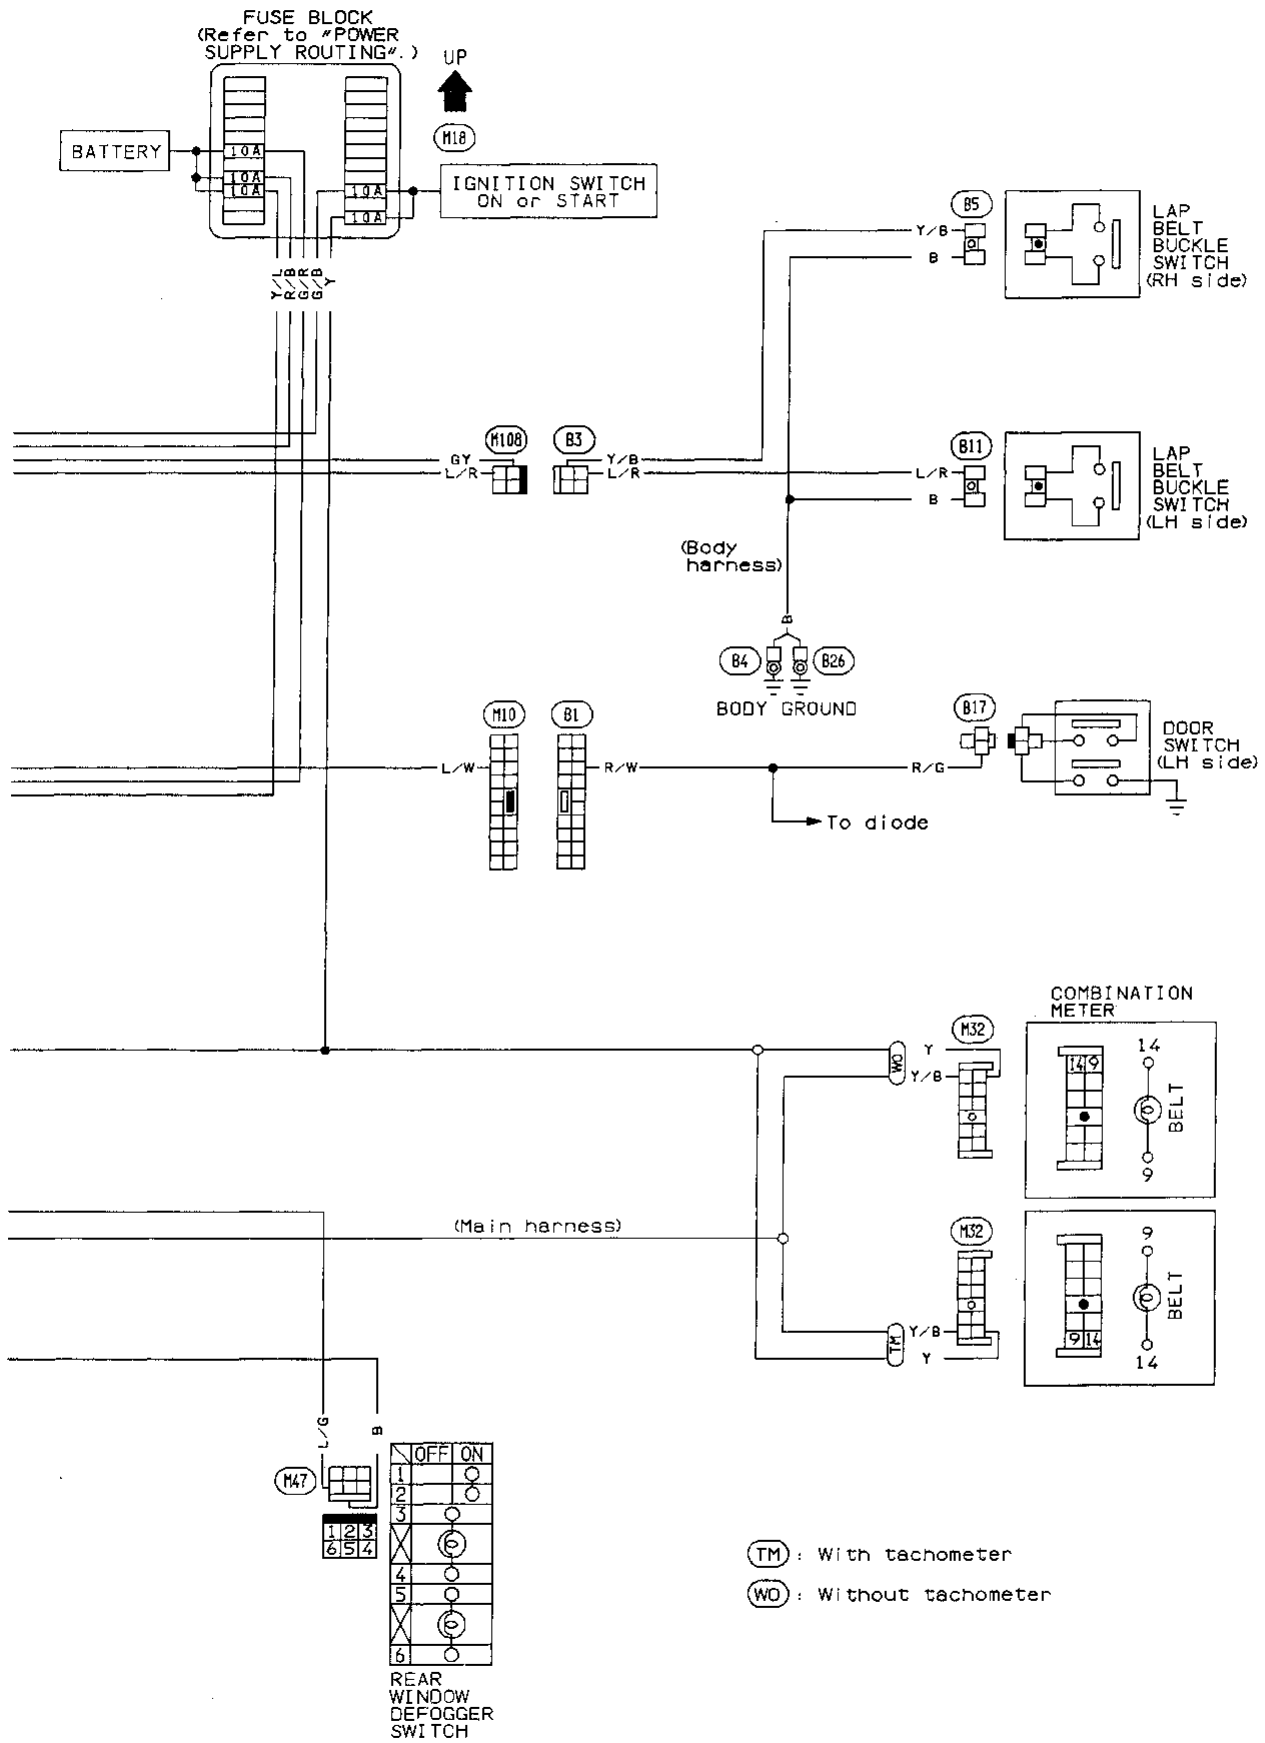 FUSE BLOCK
(Refer to "POWER
SUPPLY ROUTING".)
UP
M18
BATTERY
10A
10A
10A
10A
10A
IGNITION SWITCH
ON or START
Y/L
R/B
G/R
G/B
Y
B5
Y/B
B
LAP
BELT
BUCKLE
SWITCH
(RH side)
M108
B3
GY
Y/B
L/R
L/R
B11
L/R
B
LAP
BELT
BUCKLE
SWITCH
(LH side)
(Body
harness)
B
B4
B26
BODY GROUND
M10
B1
L/W
R/W
B17
R/G
DOOR
SWITCH
(LH side)
To diode
COMBINATION
METER
M32
WO
Y
Y/B
14 9
14
BELT
9
(Main harness)
M32
TM
Y/B
Y
9 14
9
BELT
14
L/G
B
M47
1 2 3
6 5 4
OFF ON
1
2
3
4
5
6
REAR
WINDOW
DEFOGGER
SWITCH
TM : With tachometer
WO : Without tachometer